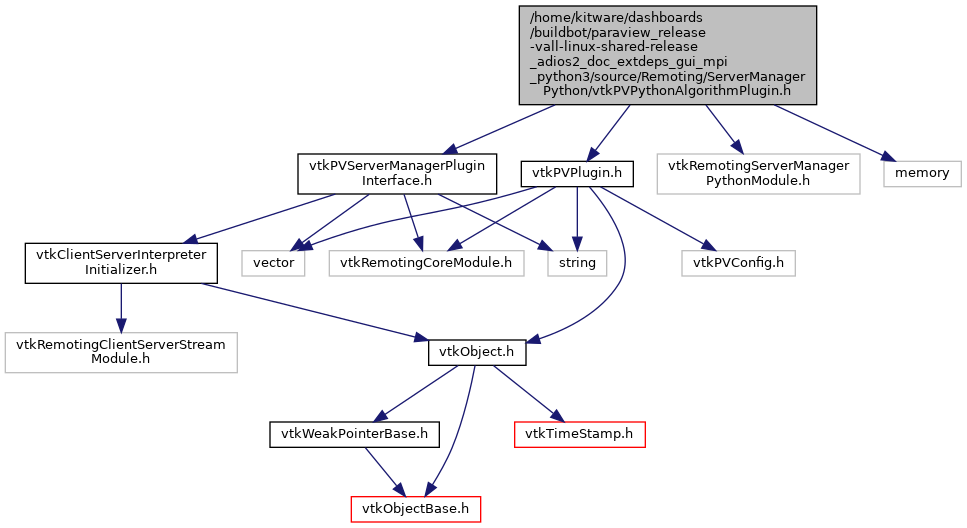 /home/kitware/dashboards
/buildbot/paraview_release
-vall-linux-shared-release
_adios2_doc_extdeps_gui_mpi
_python3/source/Remoting/ServerManager
Python/vtkPVPythonAlgorithmPlugin.h
vtkPVServerManagerPlugin
Interface.h
vtkPVPlugin.h
vtkRemotingServerManager
PythonModule.h
memory
vtkClientServerInterpreter
Initializer.h
vector
vtkRemotingCoreModule.h
string
vtkPVConfig.h
vtkRemotingClientServerStream
Module.h
vtkObject.h
vtkWeakPointerBase.h
vtkTimeStamp.h
vtkObjectBase.h